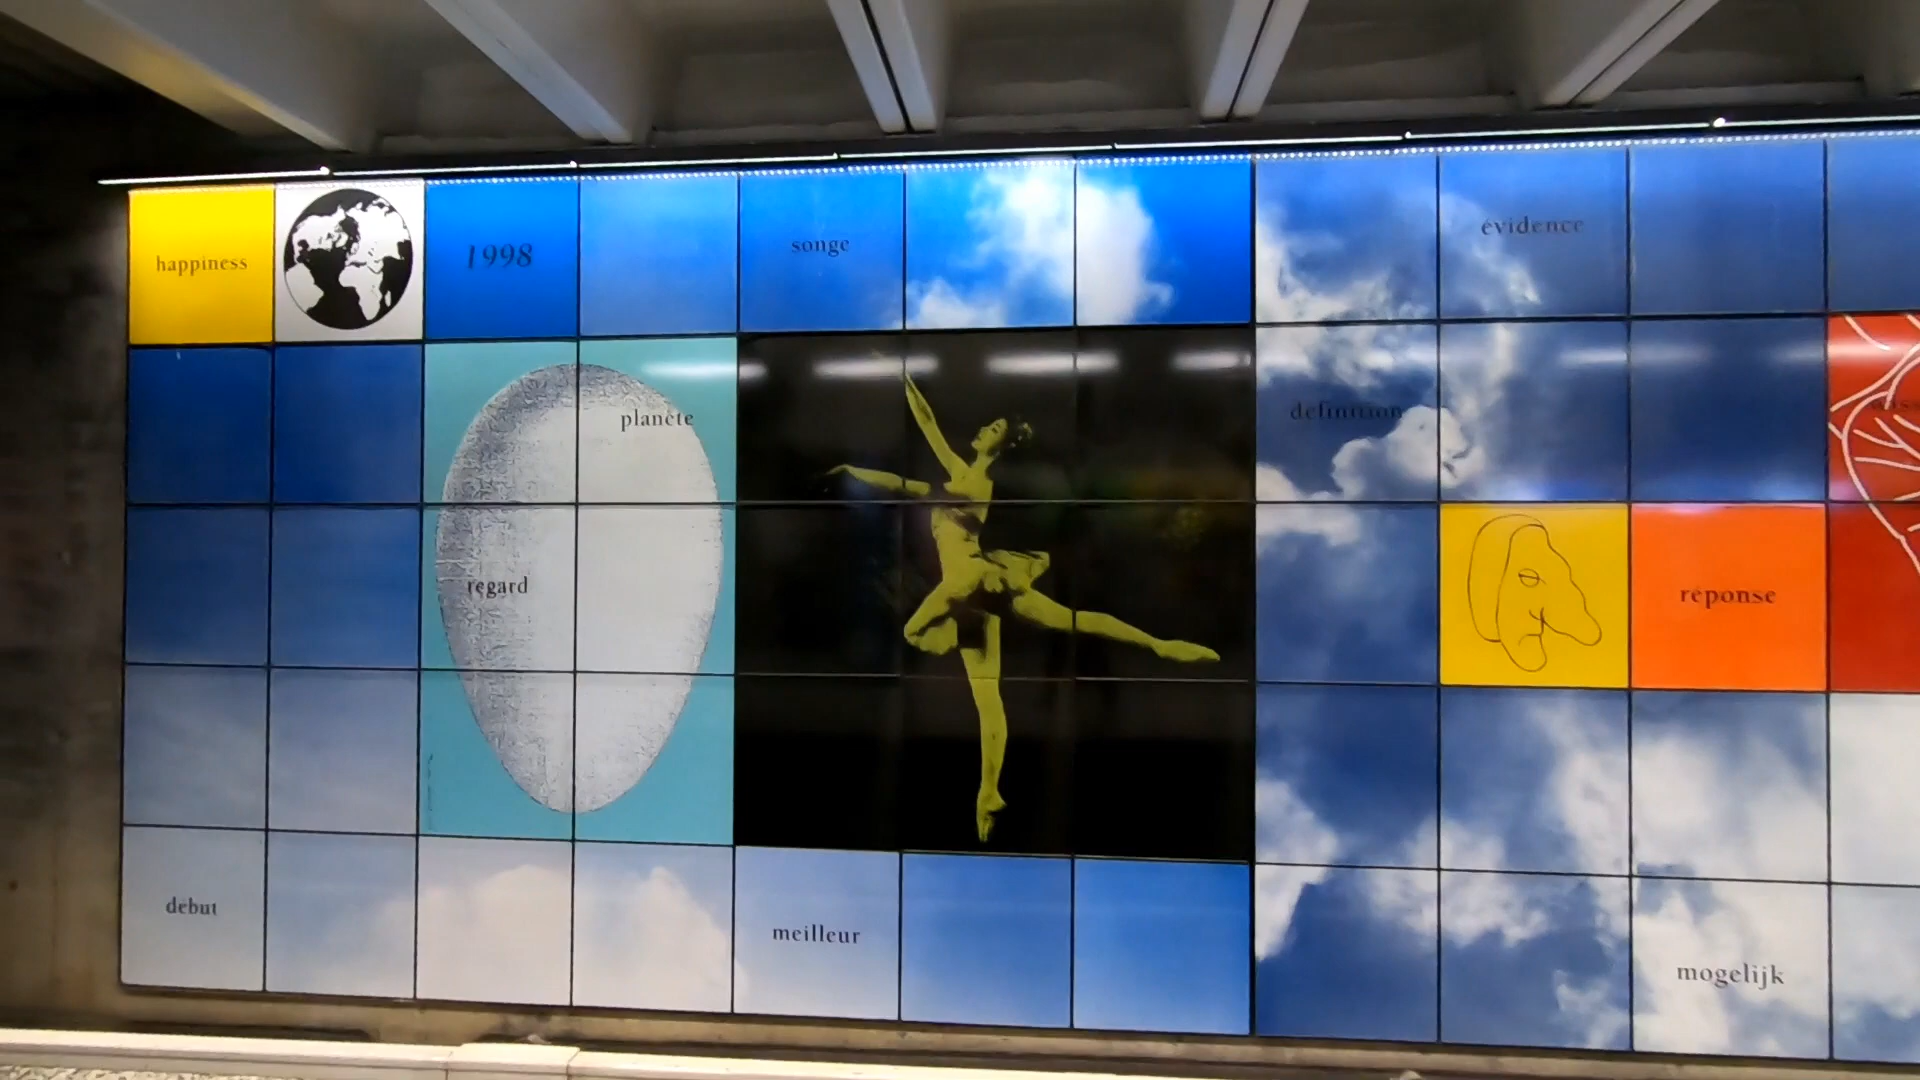 happiness
1998
songe
évidence
planète
définition
regard
réponse
debut
meilleur
mogelijk